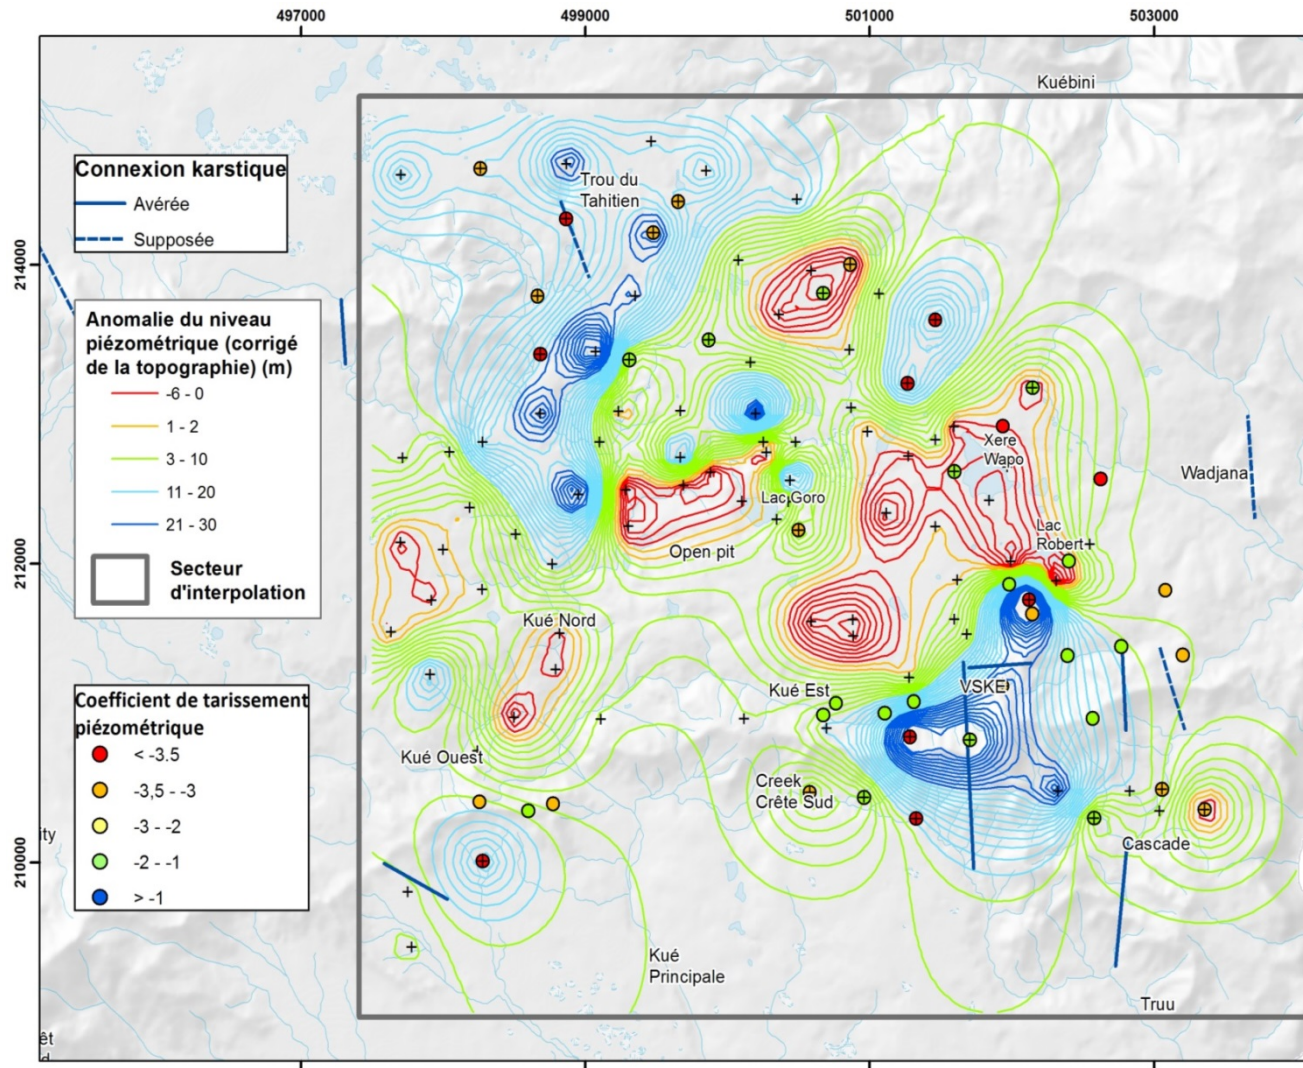 497000
499000
501000
503000
Kuébini
Connexion karstique
Avérée
Supposée
Trou du
Tahitien
214000
Anomalie du niveau
piézométrique (corrigé
de la topographie) (m)
-6 - 0
1 - 2
3 - 10
11 - 20
21 - 30
Secteur
d'interpolation
Xere
Wapo
Wadjana
Lac Goro
Lac
Robert
Open pit
212000
Kué Nord
VSKE
Kué Est
Coefficient de tarissement
piézométrique
< -3.5
-3,5 - -3
-3 - -2
-2 - -1
> -1
Kué Ouest
Creek
Crête Sud
Cascade
ity
210000
Kué
Principale
Truu
êt